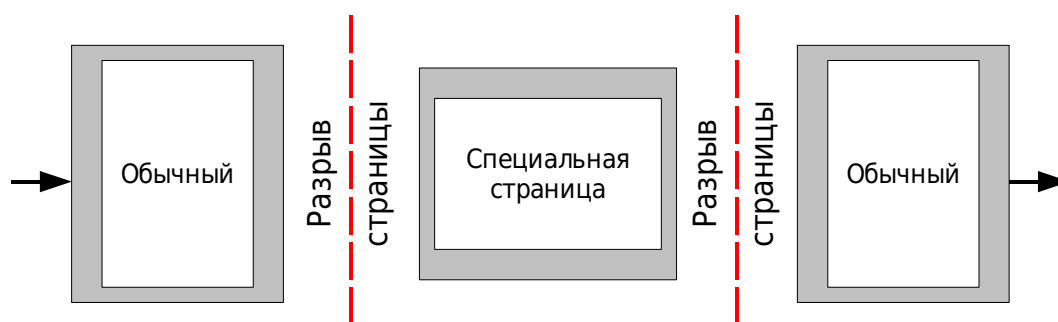 Обычный
Разрыв
страницы
Специальная
страница
Разрыв
страницы
Обычный